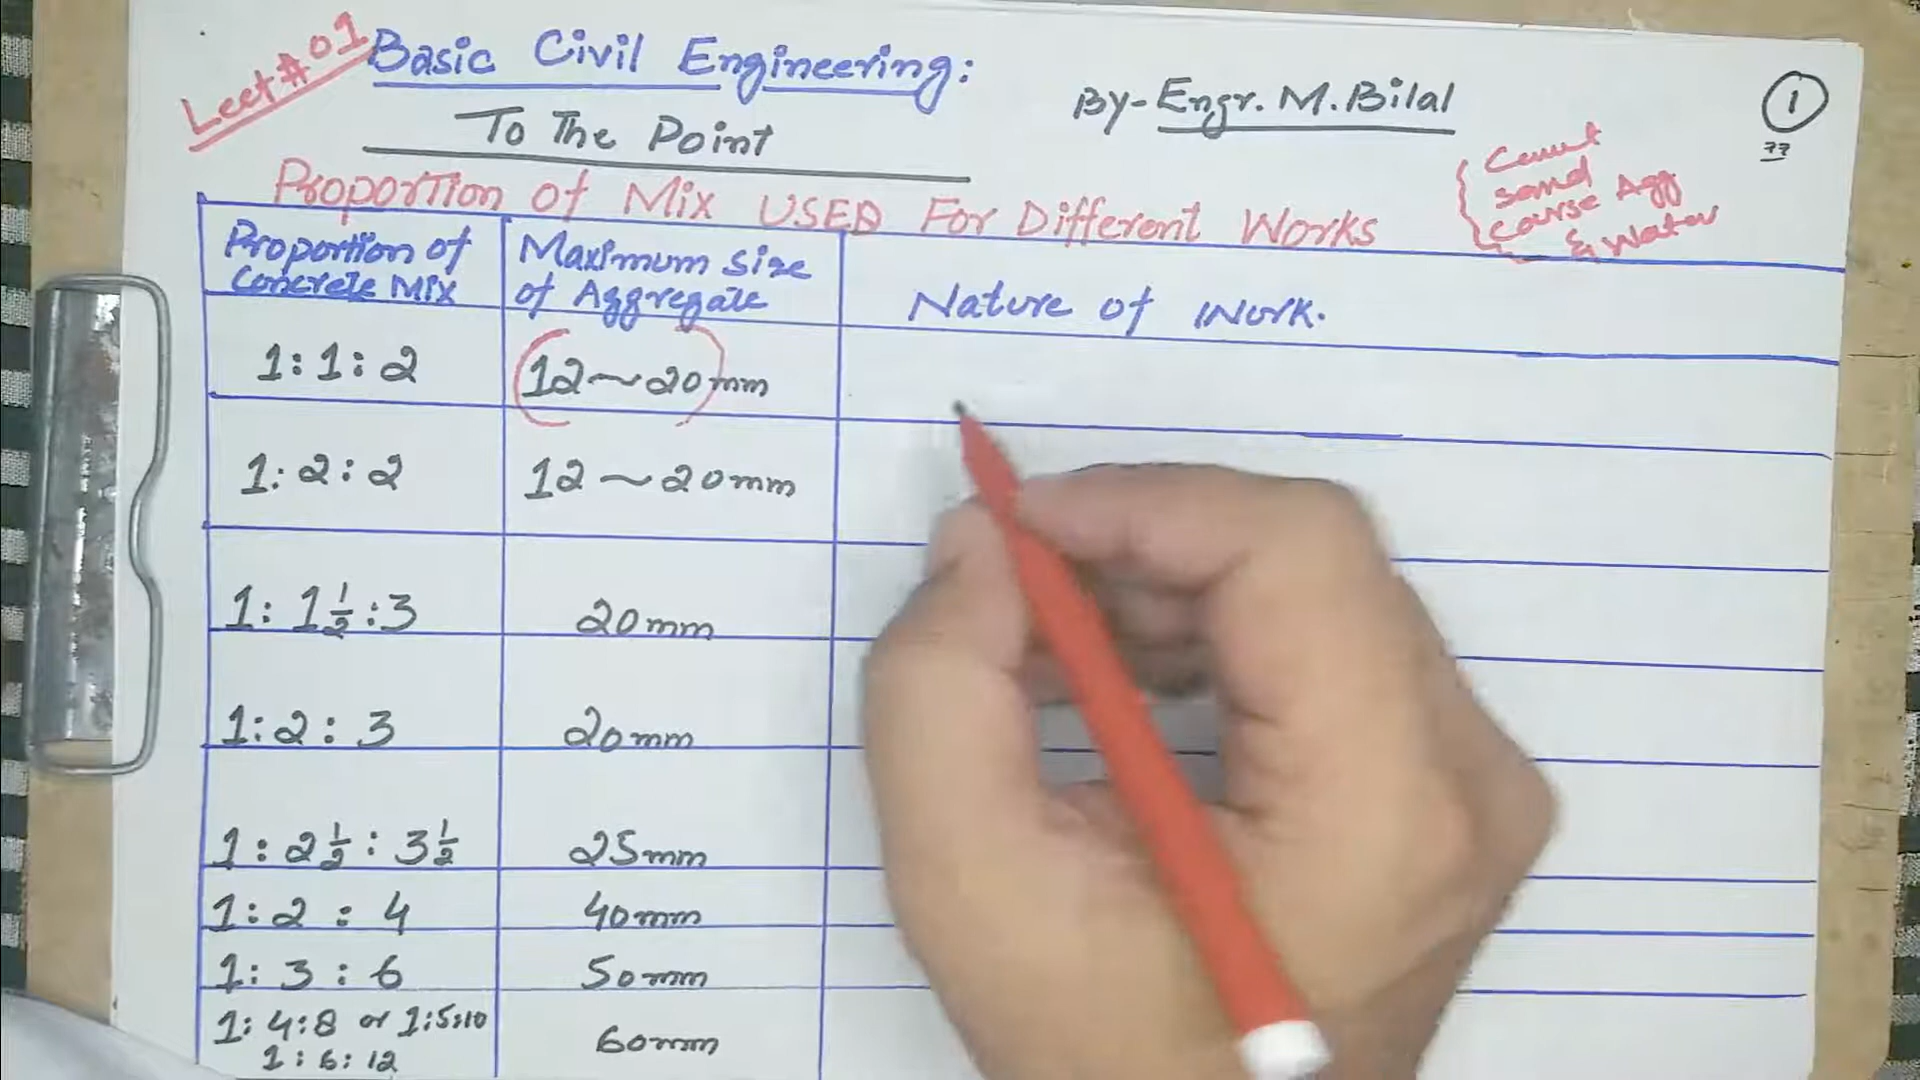 Lect#01
Basic Civil Engineering:
To The Point
By-Engr. M. Bilal
1
77
Cement
sand
course Agg
& Water
Proportion of Mix USED For Different Works
Proportion of Concrete Mix
Maximum Size of Aggregate
Nature of Work.
1:1:2
12~20mm
1:2:2
12~20mm
1:1½:3
20mm
1:2:3
20mm
1:2½:3½
25mm
1:2:4
40mm
1:3:6
50mm
1:4:8 or 1:5:10
1:6:12
60mm